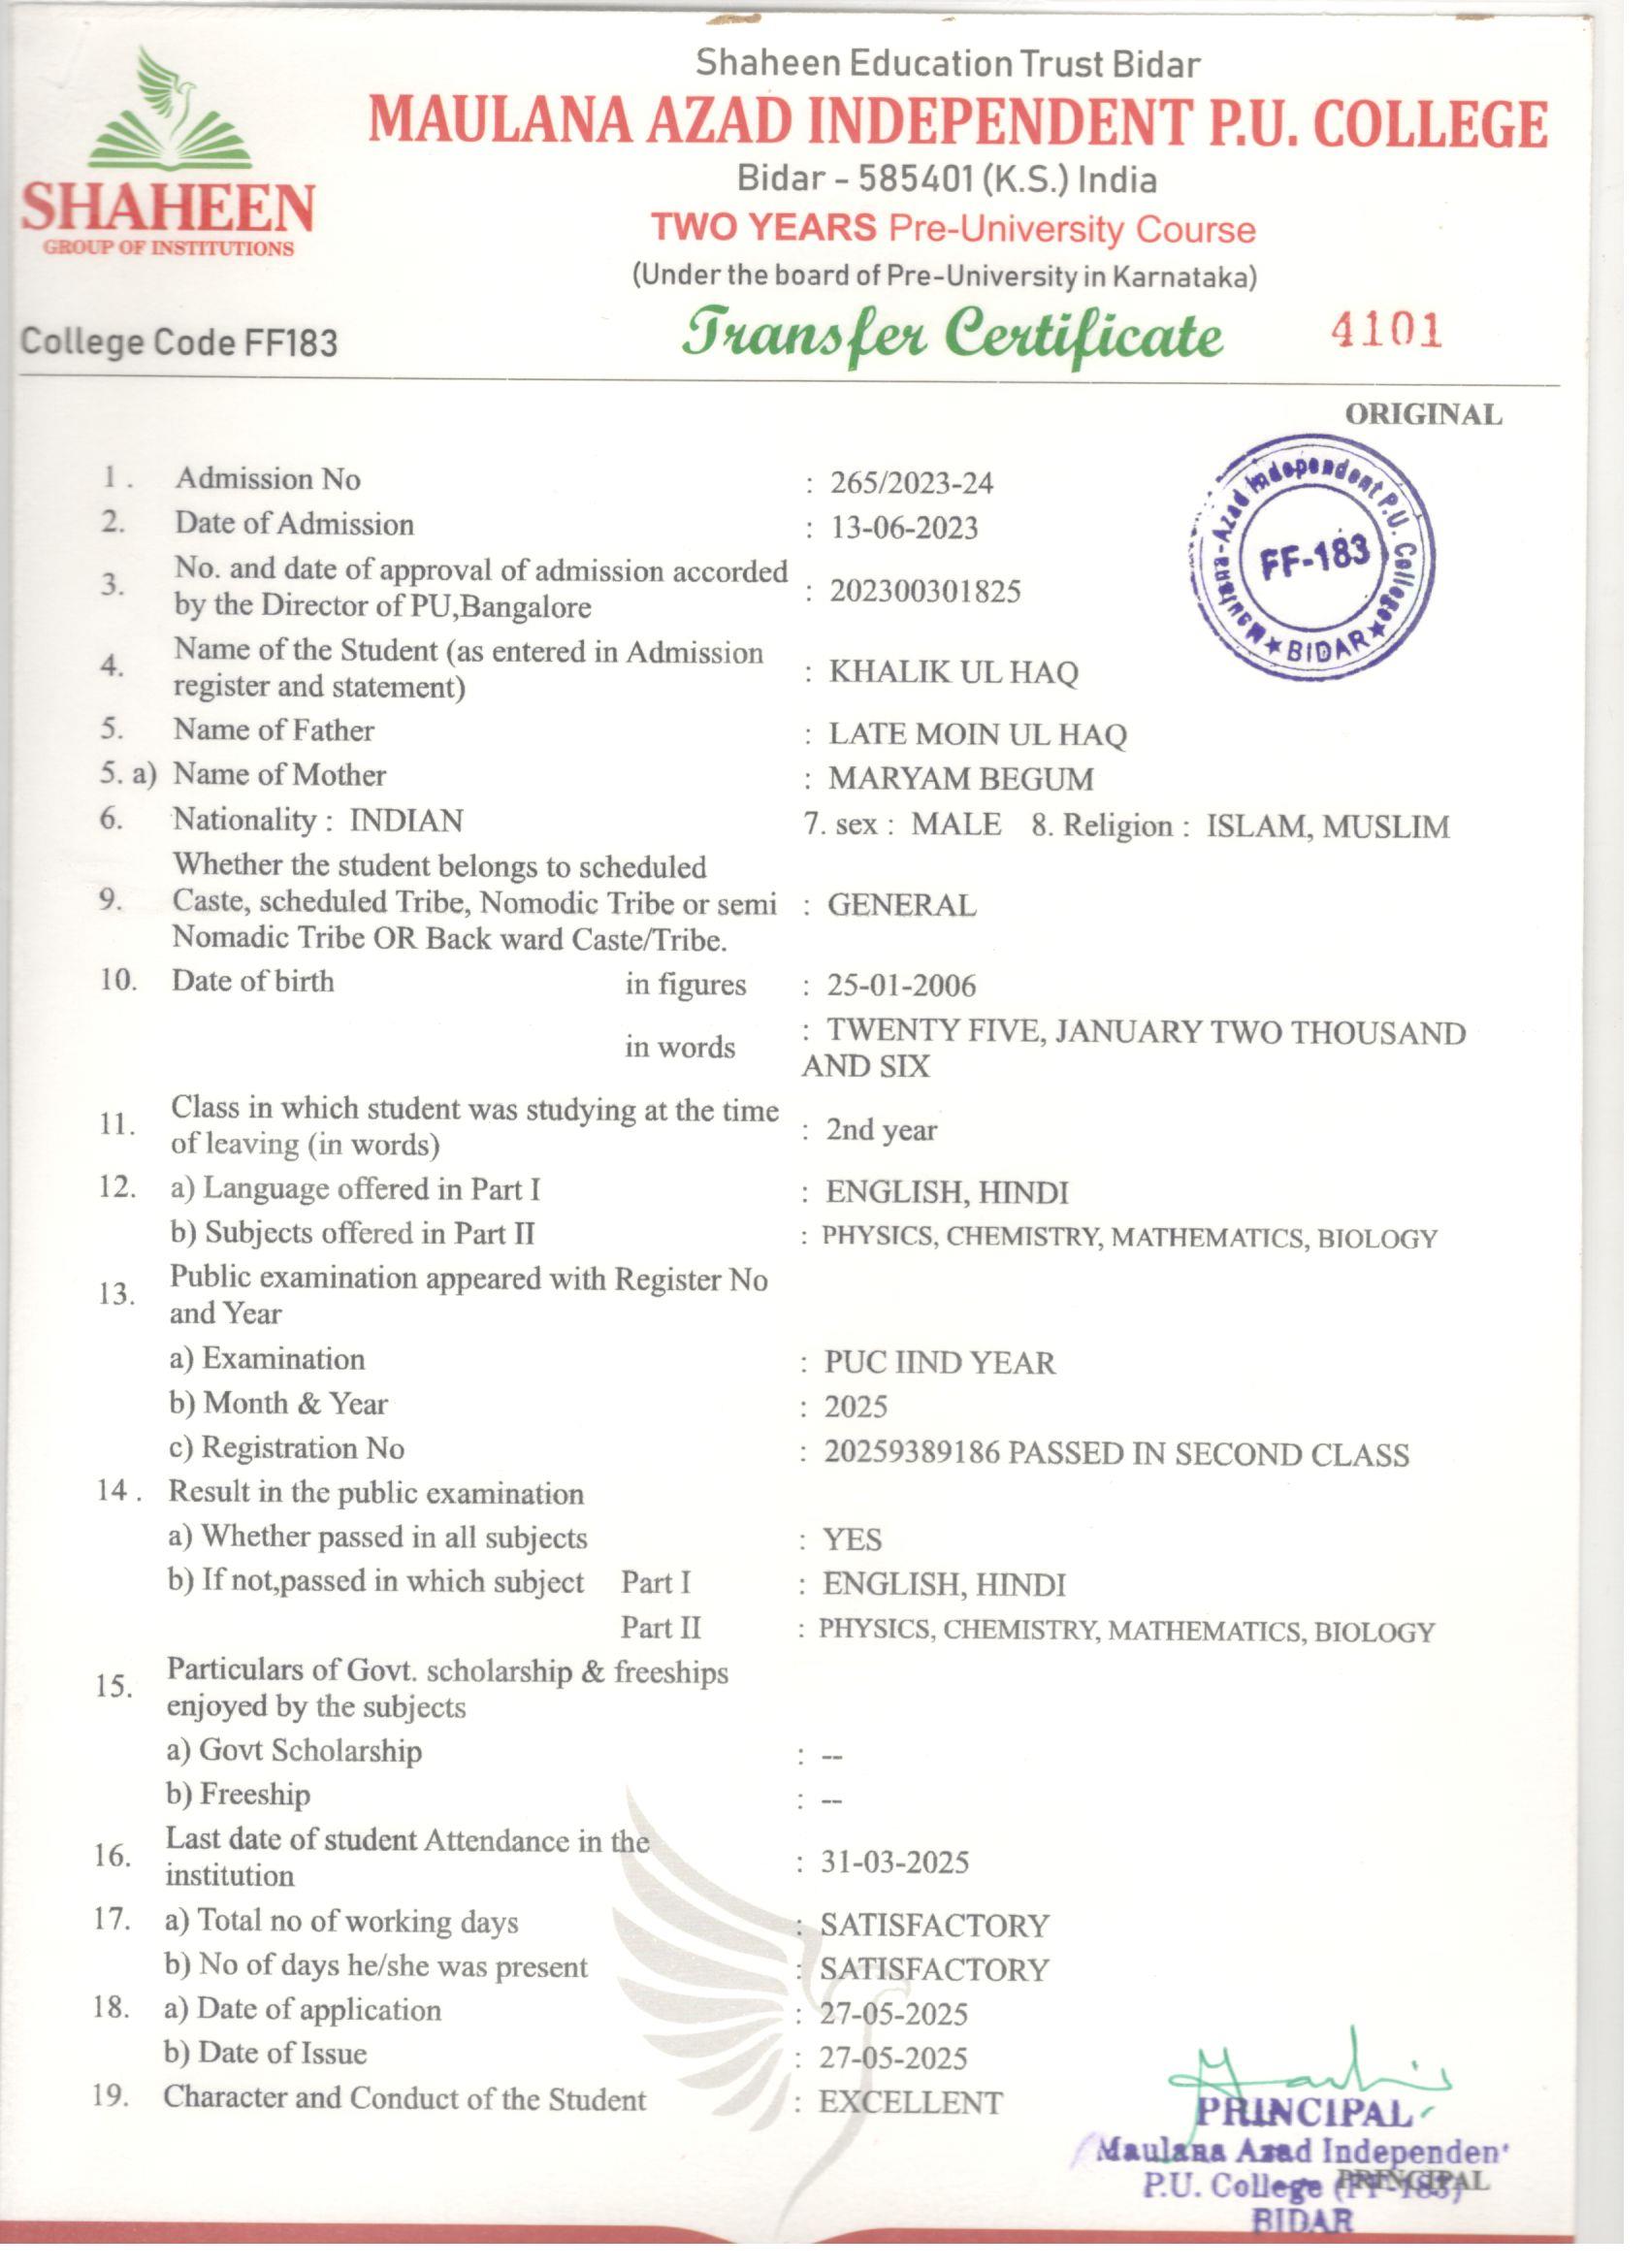 Shaheen Education Trust Bidar
MAULANA AZAD INDEPENDENT P.U. COLLEGE
Bidar - 585401 (K.S.) India
SHAHEEN
GROUP OF INSTITUTIONS
TWO YEARS Pre-University Course
(Under the board of Pre-University in Karnataka)
College Code FF183 Transfer Certificate 4101
ORIGINAL
Maulana-Azad Independent P.U. College
FF-183
★ BIDAR ★
1 . Admission No : 265/2023-24
2. Date of Admission : 13-06-2023
3. No. and date of approval of admission accorded
by the Director of PU,Bangalore : 202300301825
4. Name of the Student (as entered in Admission
register and statement) : KHALIK UL HAQ
5. Name of Father : LATE MOIN UL HAQ
5. a) Name of Mother : MARYAM BEGUM
6. Nationality : INDIAN 7. sex : MALE 8. Religion : ISLAM, MUSLIM
Whether the student belongs to scheduled
9. Caste, scheduled Tribe, Nomodic Tribe or semi : GENERAL
Nomadic Tribe OR Back ward Caste/Tribe.
10. Date of birth in figures : 25-01-2006
in words : TWENTY FIVE, JANUARY TWO THOUSAND
AND SIX
11. Class in which student was studying at the time
of leaving (in words) : 2nd year
12. a) Language offered in Part I : ENGLISH, HINDI
b) Subjects offered in Part II : PHYSICS, CHEMISTRY, MATHEMATICS, BIOLOGY
13. Public examination appeared with Register No
and Year
a) Examination : PUC IIND YEAR
b) Month & Year : 2025
c) Registration No : 20259389186 PASSED IN SECOND CLASS
14 . Result in the public examination
a) Whether passed in all subjects : YES
b) If not,passed in which subject Part I : ENGLISH, HINDI
Part II : PHYSICS, CHEMISTRY, MATHEMATICS, BIOLOGY
15. Particulars of Govt. scholarship & freeships
enjoyed by the subjects
a) Govt Scholarship : --
b) Freeship : --
16. Last date of student Attendance in the
institution : 31-03-2025
17. a) Total no of working days : SATISFACTORY
b) No of days he/she was present : SATISFACTORY
18. a) Date of application : 27-05-2025
b) Date of Issue : 27-05-2025
19. Character and Conduct of the Student : EXCELLENT
PRINCIPAL
Maulana Azad Independen
P.U. College (FF-183)
PRINCIPAL
BIDAR